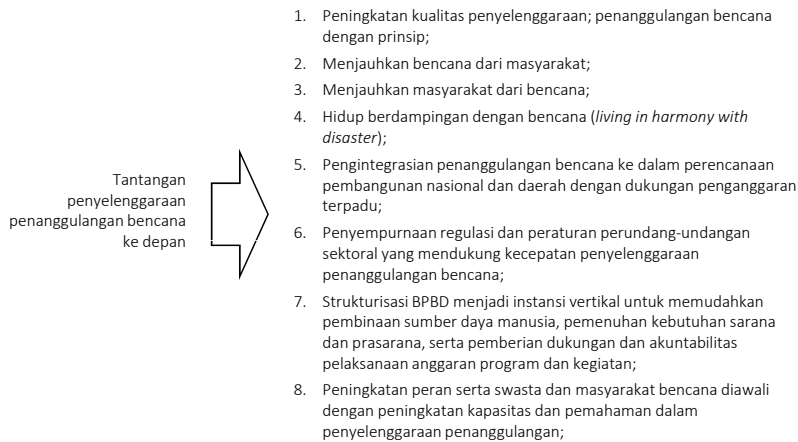 Tantangan
penyelenggaraan
penanggulangan bencana
ke depan
1. Peningkatan kualitas penyelenggaraan; penanggulangan bencana
dengan prinsip;
2. Menjauhkan bencana dari masyarakat;
3. Menjauhkan masyarakat dari bencana;
4. Hidup berdampingan dengan bencana (living in harmony with
disaster);
5. Pengintegrasian penanggulangan bencana ke dalam perencanaan
pembangunan nasional dan daerah dengan dukungan penganggaran
terpadu;
6. Penyempurnaan regulasi dan peraturan perundang-undangan
sektoral yang mendukung kecepatan penyelenggaraan
penanggulangan bencana;
7. Strukturisasi BPBD menjadi instansi vertikal untuk memudahkan
pembinaan sumber daya manusia, pemenuhan kebutuhan sarana
dan prasarana, serta pemberian dukungan dan akuntabilitas
pelaksanaan anggaran program dan kegiatan;
8. Peningkatan peran serta swasta dan masyarakat bencana diawali
dengan peningkatan kapasitas dan pemahaman dalam
penyelenggaraan penanggulangan;